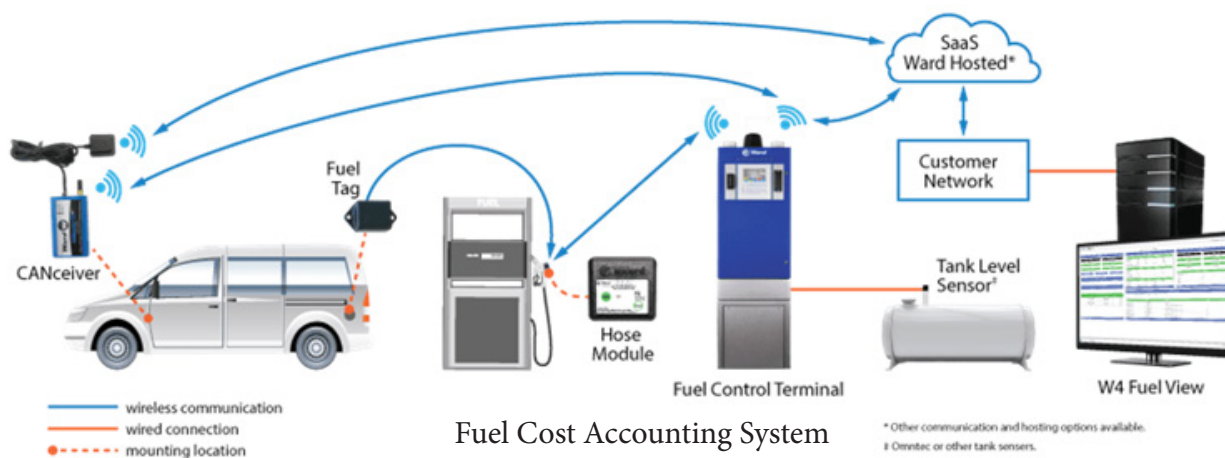 SaaS
Ward Hosted*
Customer
Network
Fuel
Tag
FUEL
CANceiver
Hose
Module
Tank Level
Sensor‡
Fuel Control Terminal
W4 Fuel View
wireless communication
wired connection
mounting location
Fuel Cost Accounting System
* Other communication and hosting options available.
‡ Omntec or other tank sensers.